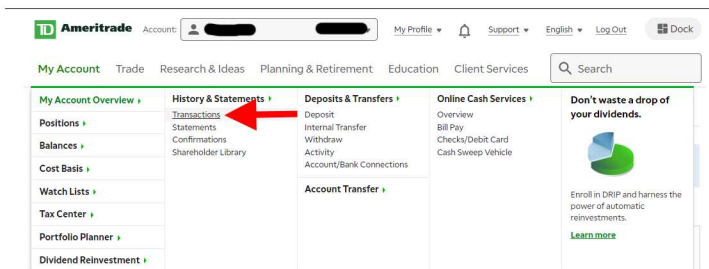 TD Ameritrade Account: My Profile Support English Log Out Dock
My Account Trade Research & Ideas Planning & Retirement Education Client Services Search
My Account Overview
Positions
Balances
Cost Basis
Watch Lists
Tax Center
Portfolio Planner
Dividend Reinvestment
History & Statements
Transactions
Statements
Confirmations
Shareholder Library
Deposits & Transfers
Deposit
Internal Transfer
Withdraw
Activity
Account/Bank Connections
Account Transfer
Online Cash Services
Overview
Bill Pay
Checks/Debit Card
Cash Sweep Vehicle
Don't waste a drop of
your dividends.
Enroll in DRIP and harness the
power of automatic
reinvestments.
Learn more